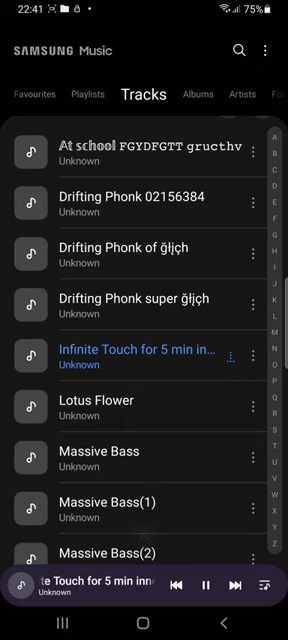 22:41 75%
SAMSUNG Music
Favourites Playlists Tracks Albums Artists Fo
𝔸𝕥 𝕤𝕔𝕙𝕠𝕠𝕝 𝙵𝙶𝚈𝙳𝙵𝙶𝚃𝚃 𝚐𝚛𝚞𝚌𝚝𝚑𝚟
Unknown
Drifting Phonk 02156384
Unknown
Drifting Phonk of ğłįçh
Unknown
Drifting Phonk super ğłįçh
Unknown
Infinite Touch for 5 min in...
Unknown
Lotus Flower
Unknown
Massive Bass
Unknown
Massive Bass(1)
Unknown
Massive Bass(2)
A
B
C
D
E
F
G
H
I
J
K
L
M
N
O
P
Q
R
S
T
U
V
W
X
Y
Z
te Touch for 5 min inn
Unknown